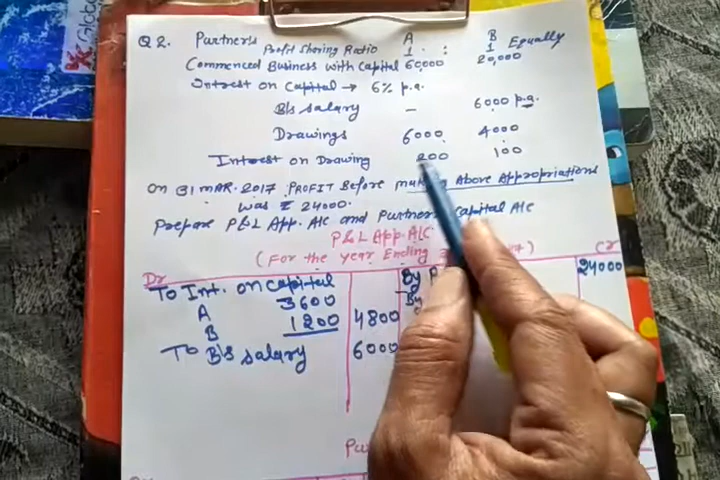 Global
Q2. Partners A B
Profit Sharing Ratio 1 : 1 Equally
Commenced Business with Capital 60,000 20,000
Interest on Capital → 6% p.a.
B's salary — 6000 p.a.
Drawings 6000 4000
Interest on Drawing 200 100
On 31 MAR. 2017 PROFIT Before making Above Appropriations
was ₹ 24000.
Prepare P&L App. A/C and Partners Capital A/c
P&L App. A/C
(For the year Ending
Dr Cr
To Int. on capital By 24000
A 3600 By
B 1200 4800
To B's salary 6000